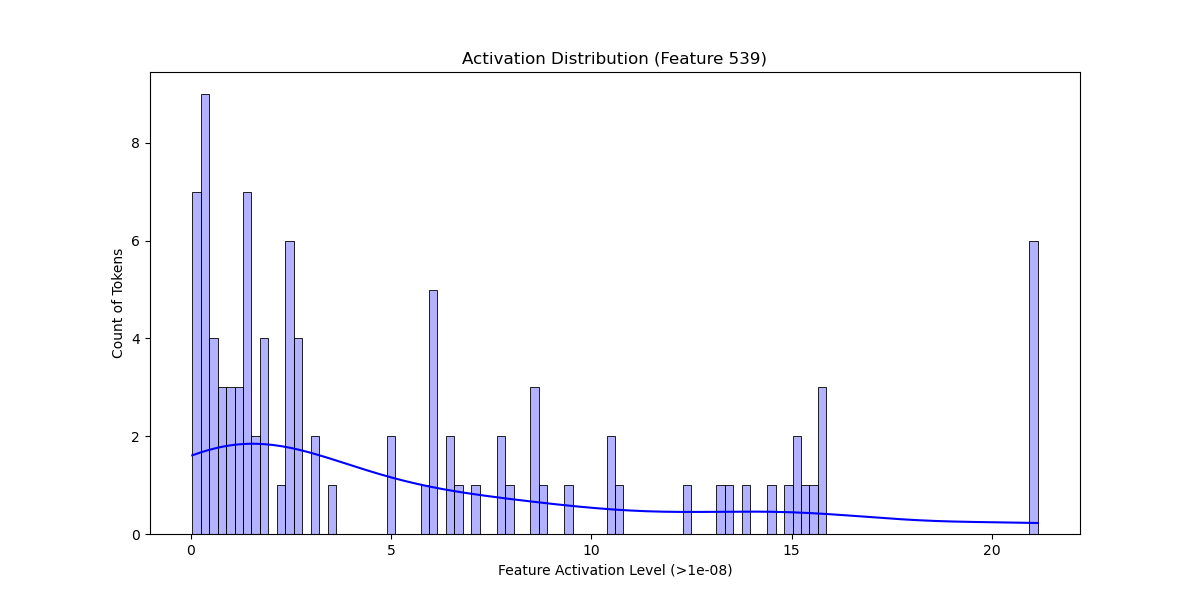 Activation Distribution (Feature 539)
Count of Tokens
8
6
4
2
0
0 5 10 15 20
Feature Activation Level (>1e-08)